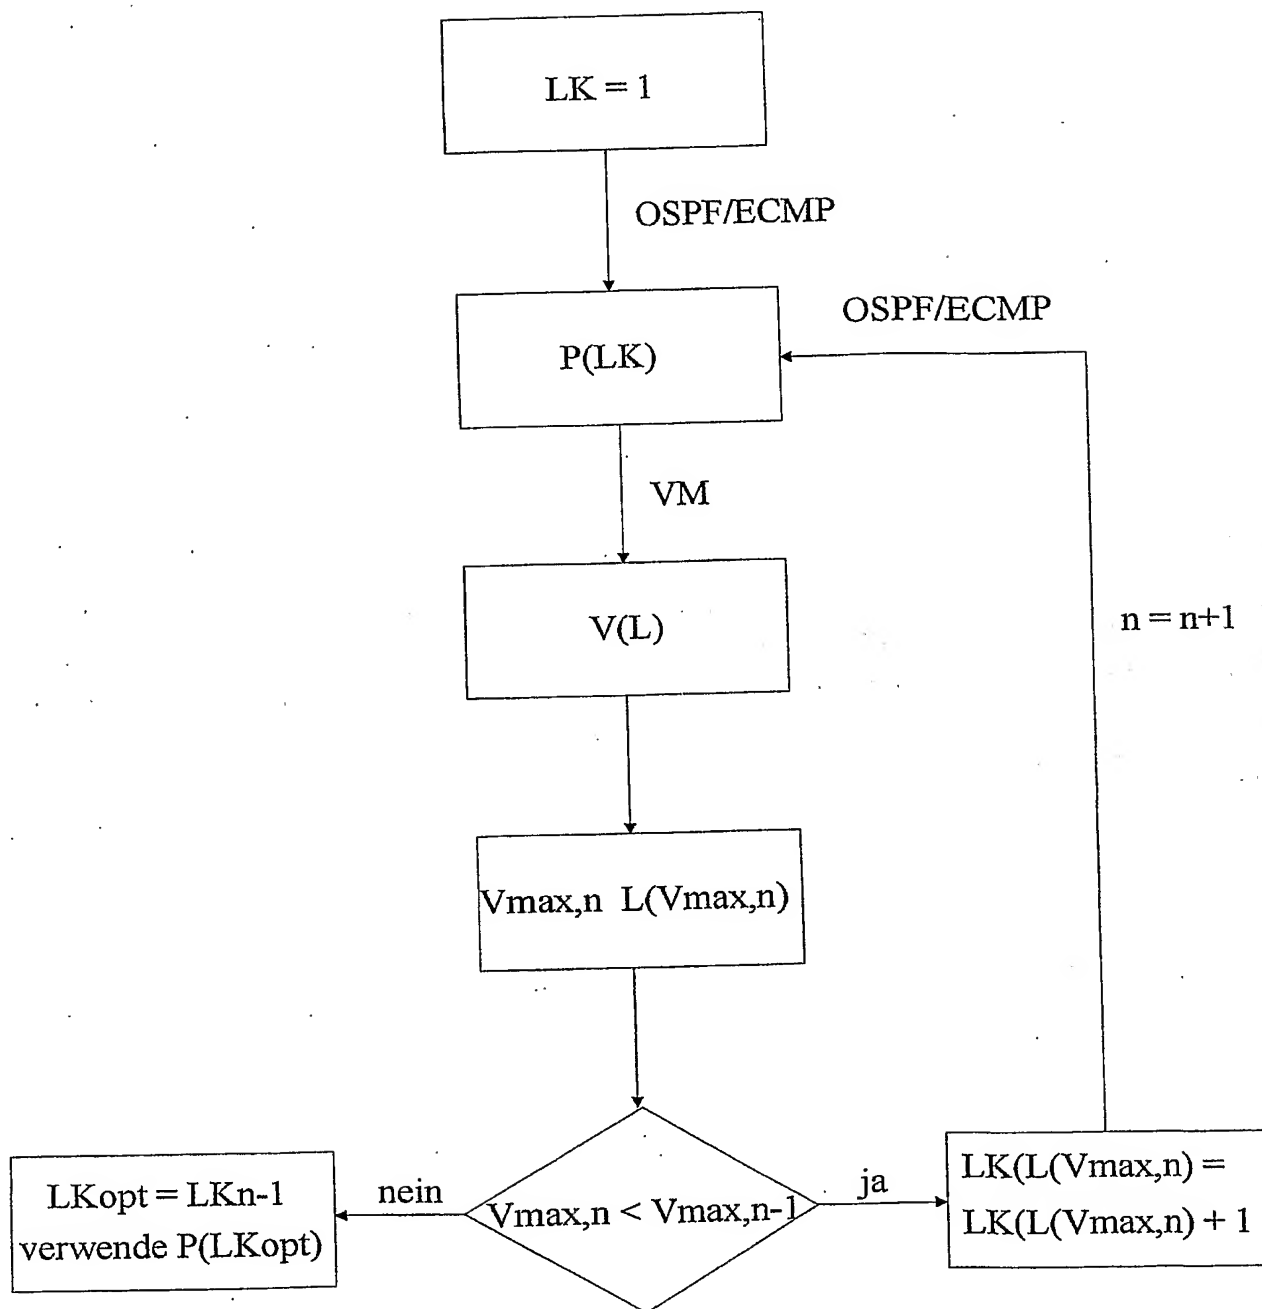 LK = 1
OSPF/ECMP
OSPF/ECMP
P(LK)
VM
V(L)
n = n+1
Vmax,n L(Vmax,n)
LKopt = LKn-1
verwende P(LKopt)
nein
Vmax,n < Vmax,n-1
ja
LK(L(Vmax,n) =
LK(L(Vmax,n) + 1